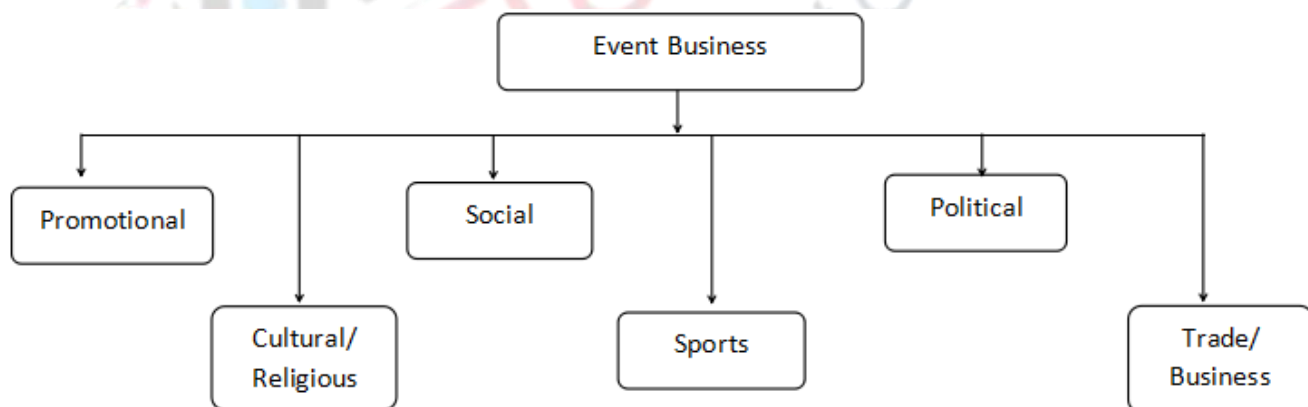 Event Business
Promotional
Social
Political
Cultural/
Religious
Sports
Trade/
Business